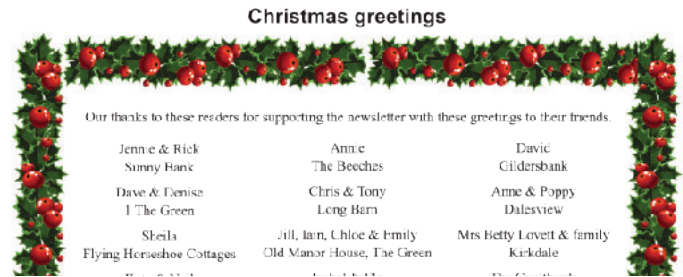 Christmas greetings
Our thanks to these readers for supporting the newsletter with these greetings to their friends.
Jennie & Rick Annie David
Sunny Bank The Beeches Gildersbank
Dave & Denise Chris & Tony Anne & Poppy
1 The Green Long Barn Dalesview
Sheila Jill, Iain, Chloe & Emily Mrs Betty Lovett & family
Flying Horseshoe Cottages Old Manor House, The Green Kirkdale